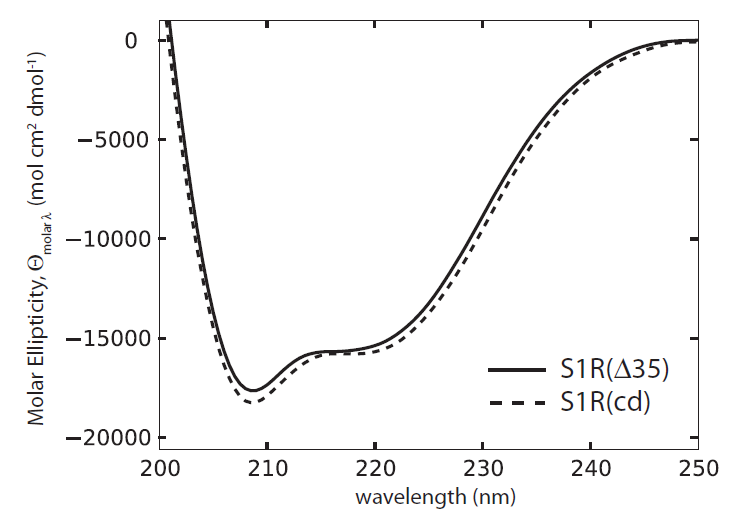 Molar Ellipticity, Θmolar λ (mol cm² dmol⁻¹)
0
−5000
−10000
−15000
−20000
200 210 220 230 240 250
wavelength (nm)
S1R(Δ35)
S1R(cd)